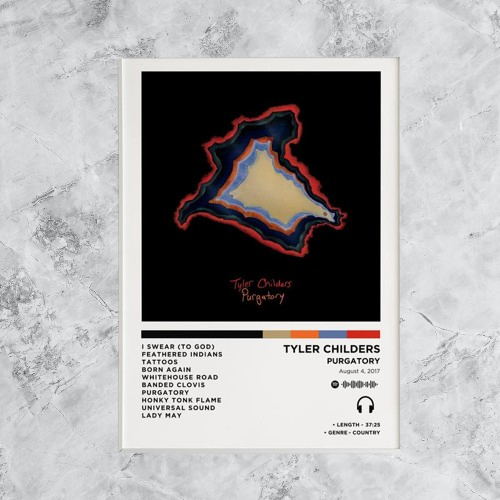 Tyler Childers
Purgatory
I SWEAR (TO GOD)
FEATHERED INDIANS
TATTOOS
BORN AGAIN
WHITEHOUSE ROAD
BANDED CLOVIS
PURGATORY
HONKY TONK FLAME
UNIVERSAL SOUND
LADY MAY
TYLER CHILDERS
PURGATORY
August 4, 2017
• LENGTH - 37:25
• GENRE - COUNTRY